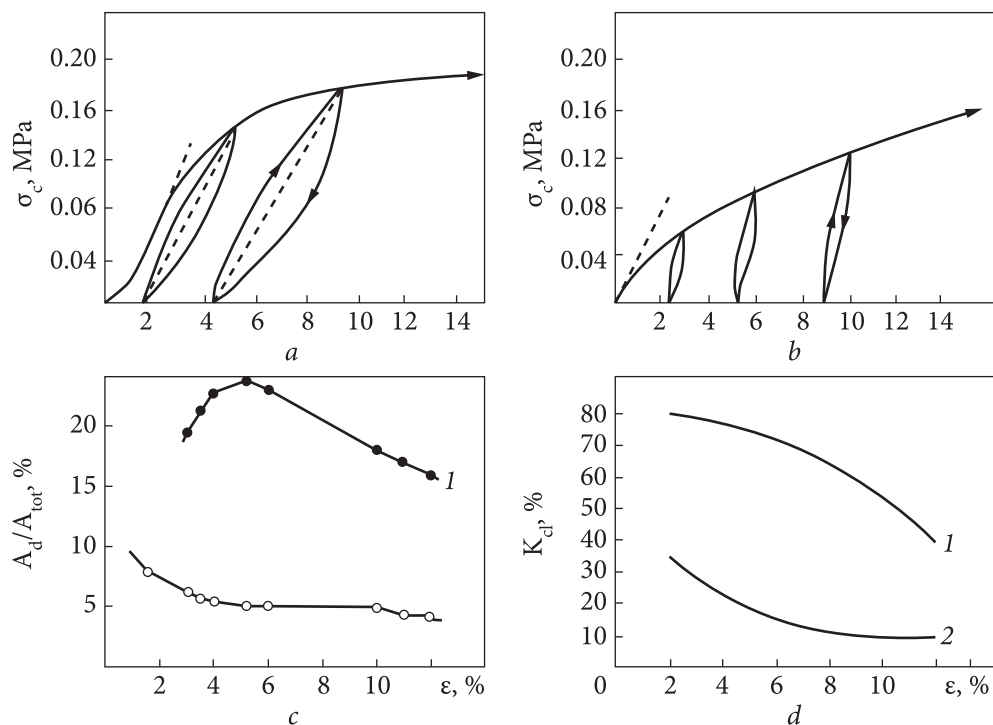 σc, MPa
0.20
0.16
0.12
0.06
0.04
2 4 6 8 10 12 14
a
σc, MPa
0.20
0.16
0.12
0.08
0.04
2 4 6 8 10 12 14
b
Ad/Atot, %
20
15
10
5
1
2 4 6 8 10 ε, %
c
Kcl, %
80
70
60
50
40
30
20
10
1
2
0 2 4 6 8 10 ε, %
d